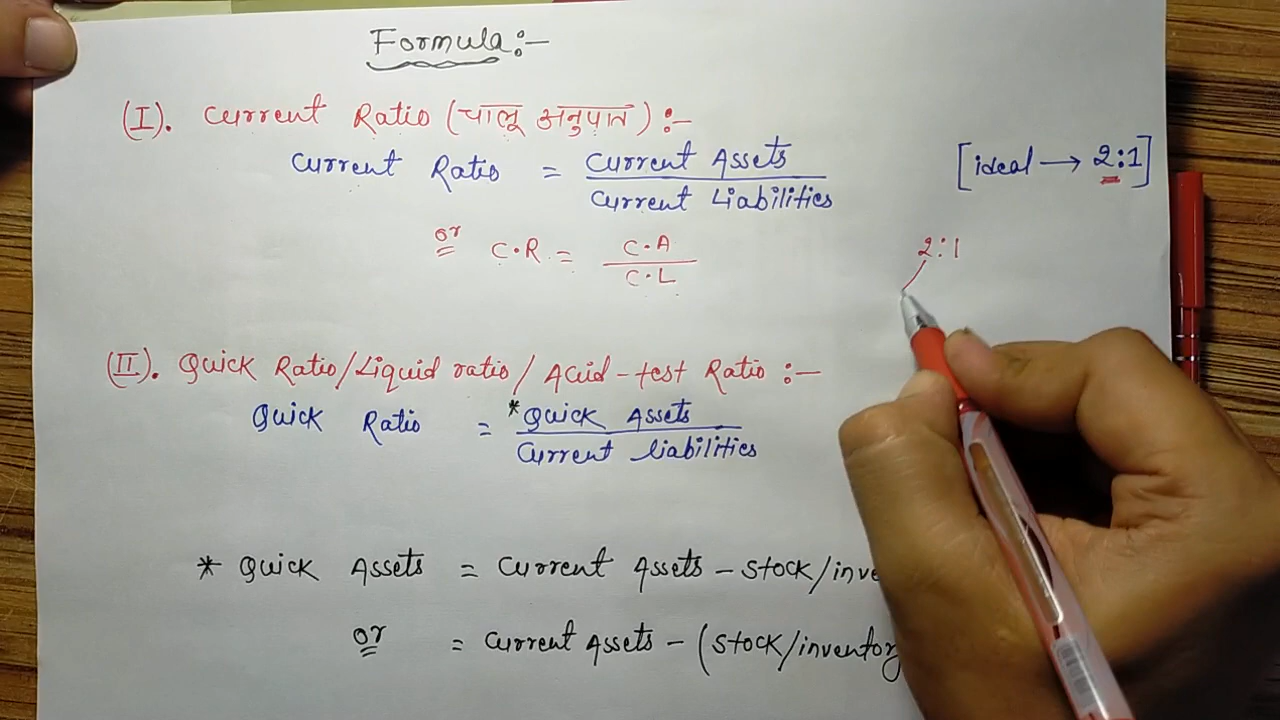 Formula:-
(I). Current Ratio (चालू अनुपात) :-
Current Ratio = Current Assets / Current Liabilities [ideal → 2:1]
or C.R. = C.A / C.L 2:1
(II). Quick Ratio/Liquid ratio/Acid-test Ratio :-
Quick Ratio = *Quick Assets / Current liabilities
* Quick Assets = Current Assets - Stock/inve
or = Current Assets - (Stock/inventory